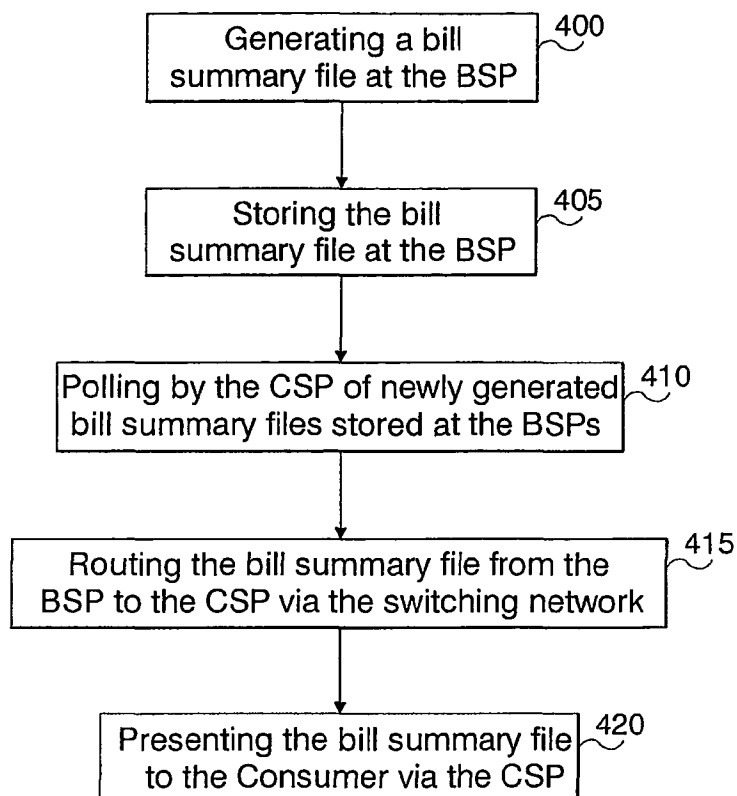 Generating a bill
summary file at the BSP
400
Storing the bill
summary file at the BSP
405
Polling by the CSP of newly generated
bill summary files stored at the BSPs
410
Routing the bill summary file from the
BSP to the CSP via the switching network
415
Presenting the bill summary file
to the Consumer via the CSP
420